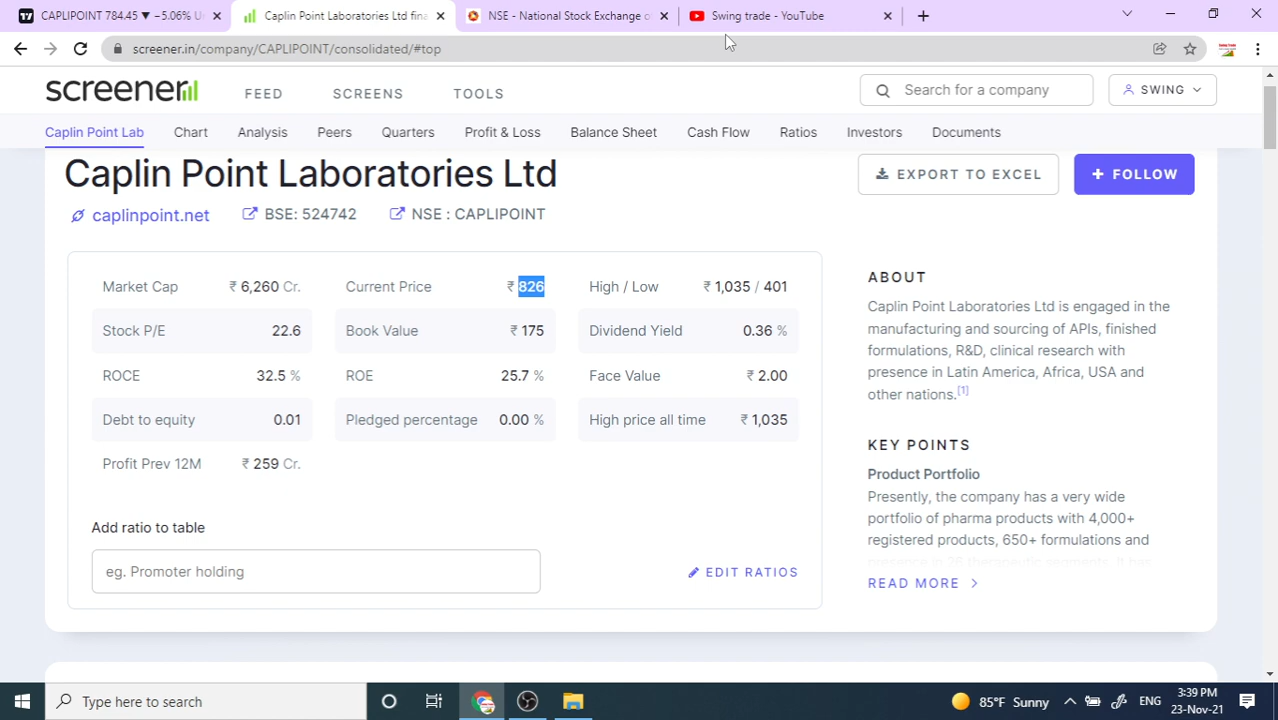 CAPLIPOINT 784.45 ▼ −5.06% U
Caplin Point Laboratories Ltd fina
NSE - National Stock Exchange o
Swing trade - YouTube
screener.in/company/CAPLIPOINT/consolidated/#top
screener
FEED
SCREENS
TOOLS
Search for a company
SWING
Caplin Point Lab
Chart
Analysis
Peers
Quarters
Profit & Loss
Balance Sheet
Cash Flow
Ratios
Investors
Documents
Caplin Point Laboratories Ltd
EXPORT TO EXCEL
+ FOLLOW
caplinpoint.net
BSE: 524742
NSE : CAPLIPOINT
Market Cap ₹ 6,260 Cr.
Current Price ₹ 826
High / Low ₹ 1,035 / 401
Stock P/E 22.6
Book Value ₹ 175
Dividend Yield 0.36 %
ROCE 32.5 %
ROE 25.7 %
Face Value ₹ 2.00
Debt to equity 0.01
Pledged percentage 0.00 %
High price all time ₹ 1,035
Profit Prev 12M ₹ 259 Cr.
Add ratio to table
eg. Promoter holding
EDIT RATIOS
ABOUT
Caplin Point Laboratories Ltd is engaged in the
manufacturing and sourcing of APIs, finished
formulations, R&D, clinical research with
presence in Latin America, Africa, USA and
other nations.[1]
KEY POINTS
Product Portfolio
Presently, the company has a very wide
portfolio of pharma products with 4,000+
registered products, 650+ formulations and
presence in 36 therapeutic segments. It has
READ MORE >
Type here to search
85°F Sunny
ENG
3:39 PM
23-Nov-21